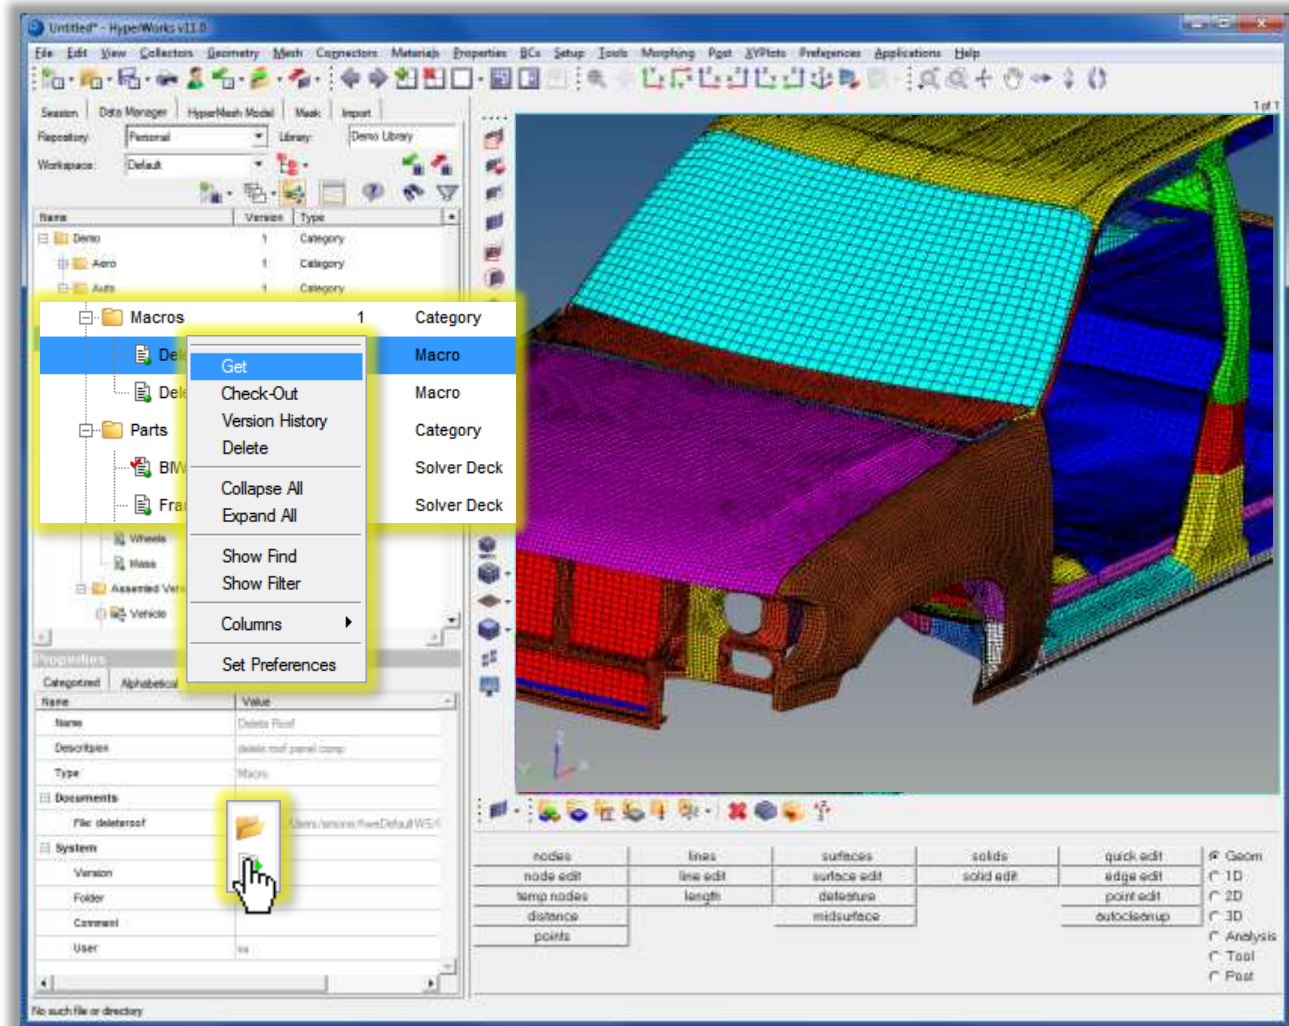 Untitled* - HyperWorks v11.0
File Edit View Collectors Geometry Mesh Connectors Materials Properties BCs Setup Tools Morphing Post XYPlots Preferences Applications Help
Session Data Manager HyperMesh Model Mask Import
1 of 1
Repository: Personal Library: Demo Library
Workspace: Default
Name Version Type
Demo 1 Category
Aero 1 Category
Auto 1 Category
Macros 1 Category
Dele Macro
Dele Macro
Parts Category
BIW Solver Deck
Fra Solver Deck
Wheels
Mass
Assembled Veh
Vehicle
Get
Check-Out
Version History
Delete
Collapse All
Expand All
Show Find
Show Filter
Columns
Set Preferences
Properties
Categorized Alphabetical
Name Value
Name Delete Roof
Description delete roof panel comp
Type Macro
Documents
File: deleteroof
System
Version
Folder
Comment
User
No such file or directory
nodes lines surfaces solids quick edit Geom
node edit line edit surface edit solid edit edge edit 1D
temp nodes length defeature point edit 2D
distance midsurface autocleanup 3D
points Analysis
Tool
Post